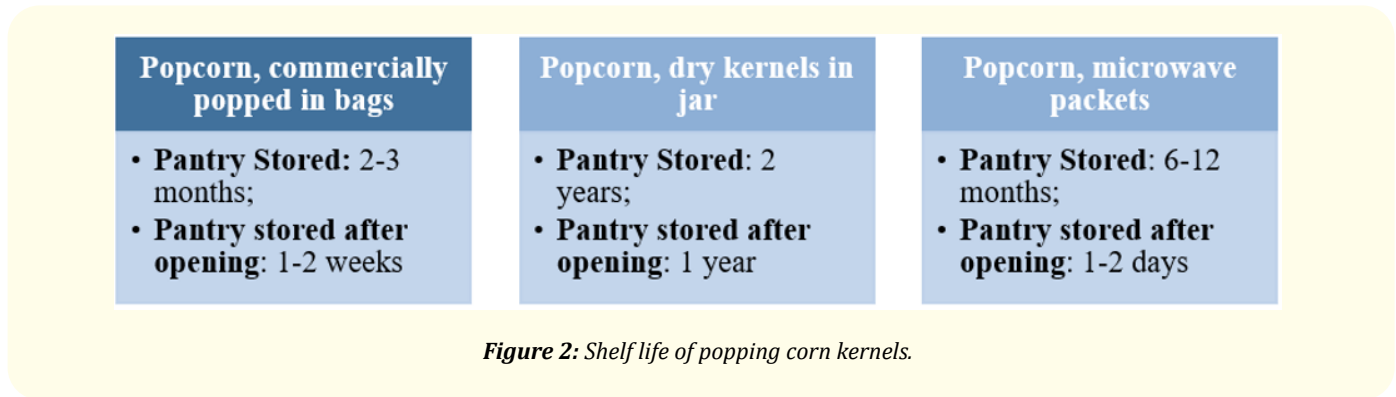 Popcorn, commercially
popped in bags
• Pantry Stored: 2-3
months;
• Pantry stored after
opening: 1-2 weeks
Popcorn, dry kernels in
jar
• Pantry Stored: 2
years;
• Pantry stored after
opening: 1 year
Popcorn, microwave
packets
• Pantry Stored: 6-12
months;
• Pantry stored after
opening: 1-2 days
Figure 2: Shelf life of popping corn kernels.